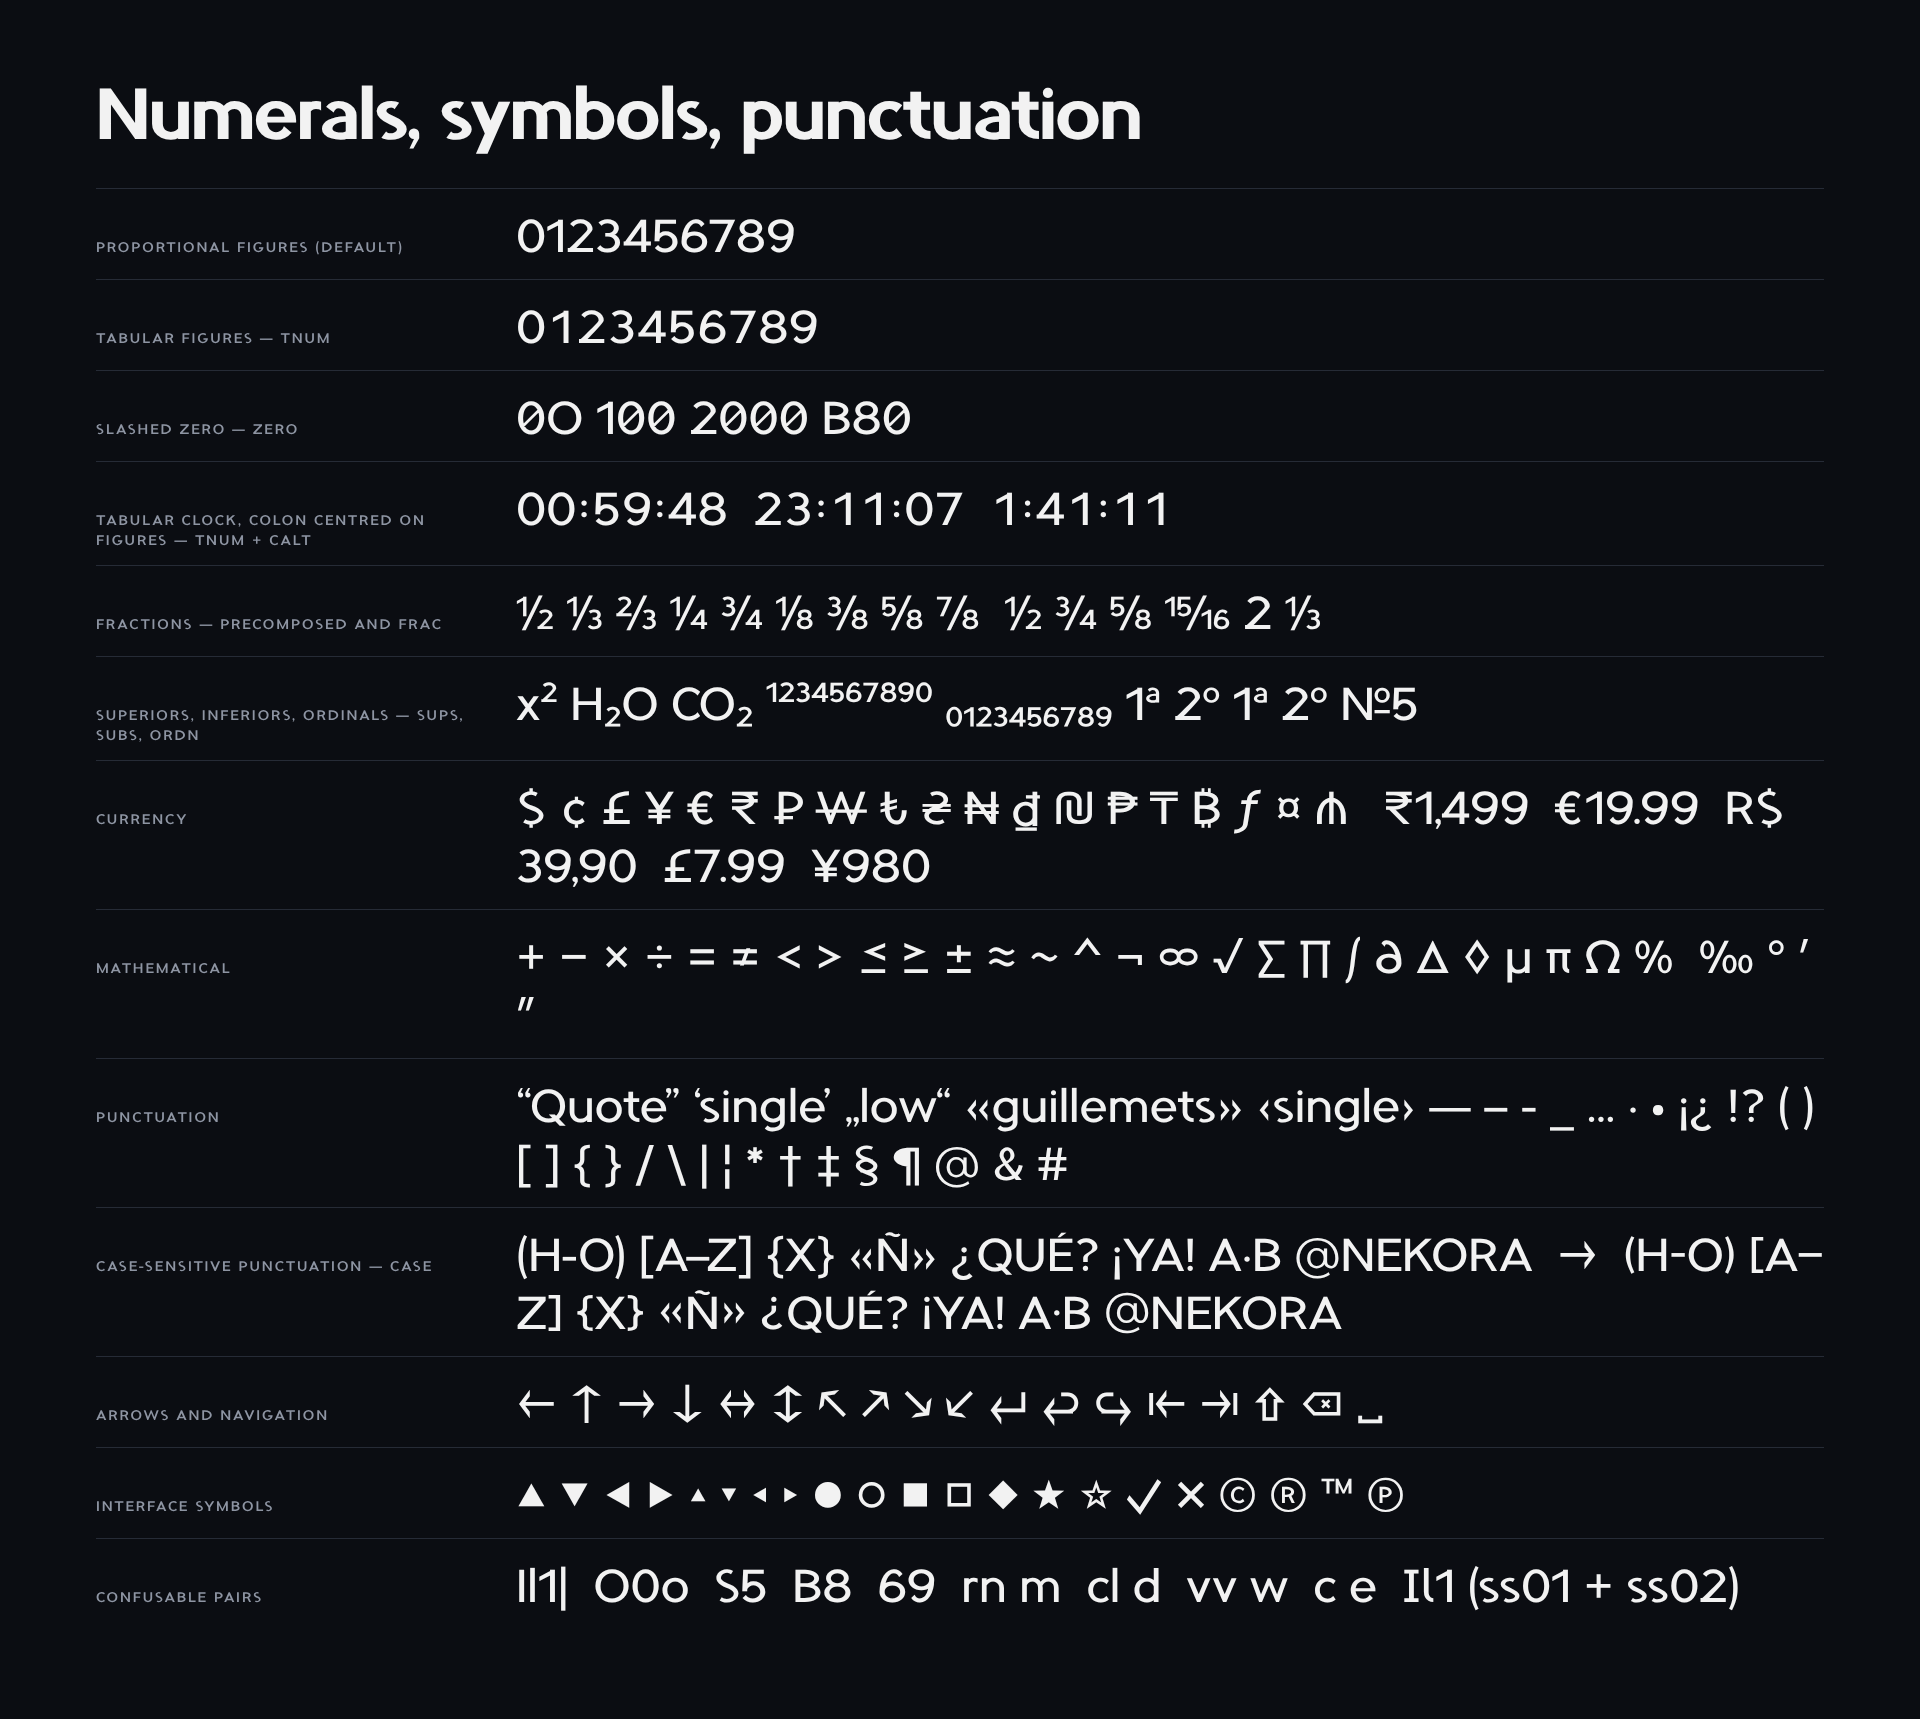 Numerals, symbols, punctuation
PROPORTIONAL FIGURES (DEFAULT)
0123456789
TABULAR FIGURES — TNUM
0123456789
SLASHED ZERO — ZERO
0O 100 2000 B80
TABULAR CLOCK, COLON CENTRED ON
FIGURES — TNUM + CALT
00:59:48 23:11:07 1:41:11
FRACTIONS — PRECOMPOSED AND FRAC
½ ⅓ ⅔ ¼ ¾ ⅛ ⅜ ⅝ ⅞ 1⁄2 3⁄4 5⁄8 15⁄16 2 1⁄3
SUPERIORS, INFERIORS, ORDINALS — SUPS,
SUBS, ORDN
x² H₂O CO₂ ¹²³⁴⁵⁶⁷⁸⁹⁰ ₀₁₂₃₄₅₆₇₈₉ 1ª 2º 1ª 2º №5
CURRENCY
$ ¢ £ ¥ € ₹ ₽ ₩ ₺ ₴ ₦ ₫ ₪ ₱ ₸ ₿ ƒ ¤ ₼ ₹1,499 €19.99 R$
39,90 £7.99 ¥980
MATHEMATICAL
+ − × ÷ = ≠ < > ≤ ≥ ± ≈ ~ ^ ¬ ∞ √ ∑ ∏ ∫ ∂ ∆ ◊ µ π Ω % ‰ ° ′
″
PUNCTUATION
“Quote” ‘single’ „low“ «guillemets» ‹single› — – - _ … · • ¡¿ !? ( )
[ ] { } / \ | ¦ * † ‡ § ¶ @ & #
CASE-SENSITIVE PUNCTUATION — CASE
(H-O) [A–Z] {X} «Ñ» ¿QUÉ? ¡YA! A·B @NEKORA → (H-O) [A–
Z] {X} «Ñ» ¿QUÉ? ¡YA! A·B @NEKORA
ARROWS AND NAVIGATION
← ↑ → ↓ ↔ ↕ ↖ ↗ ↘ ↙ ↵ ↩ ↪ ⇤ ⇥ ⇧ ⌫ ␣
INTERFACE SYMBOLS
▲ ▼ ◀ ▶ ▴ ▾ ◂ ▸ ● ○ ■ □ ◆ ★ ☆ ✓ ✕ © ® ™ ℗
CONFUSABLE PAIRS
Il1| O0o S5 B8 69 rn m cl d vv w c e Il1 (ss01 + ss02)